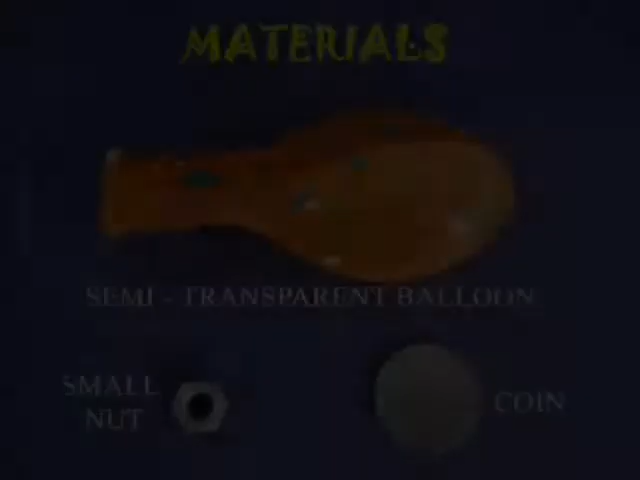 MATERIALS
SEMI - TRANSPARENT BALLOON
SMALL
NUT
COIN